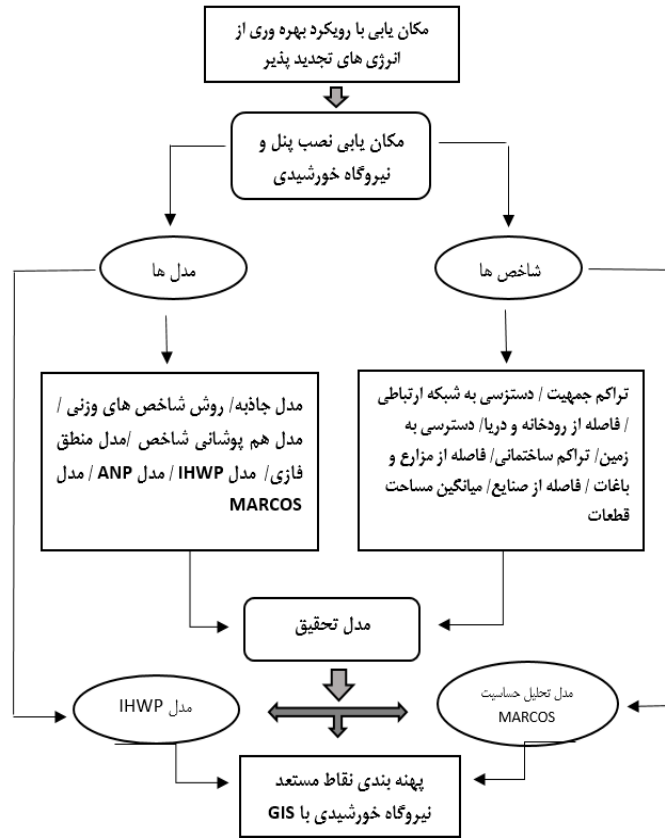 مکان یابی با رویکرد بهره وری از
انرژی های تجدید پذیر
مکان یابی نصب پنل و
نیروگاه خورشیدی
شاخص ها
مدل ها
تراکم جمهیت / دستزسی به شبکه ارتباطی
/ فاصله از رودخانه و دریا/ دسترسی به
زمین/ تراکم ساختمانی/ فاصله از مزارع و
باغات / فاصله از صنایع/ میانگین مساحت
قطعات
مدل جاذبه/ روش شاخص های وزنی /
مدل هم پوشانی شاخص /مدل منطق
فازی/ مدل IHWP / مدل ANP / مدل
MARCOS
مدل تحقیق
مدل تحلیل حساسیت
MARCOS
مدل IHWP
پهنه بندی نقاط مستعد
نیروگاه خورشیدی با GIS